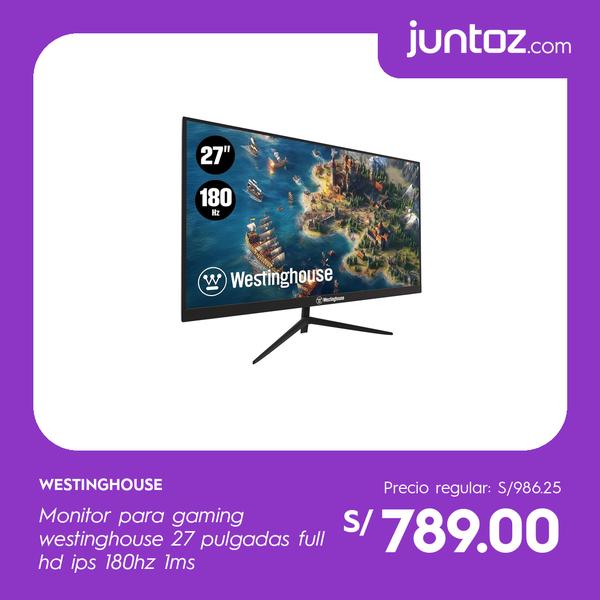 juntoz.com
27"
180
Hz
Westinghouse
Westinghouse
WESTINGHOUSE
Monitor para gaming
westinghouse 27 pulgadas full
hd ips 180hz 1ms
Precio regular: S/986.25
S/789.00